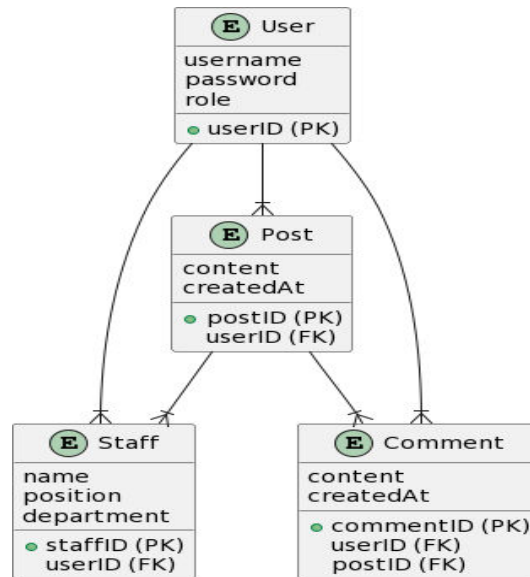 E User
username
password
role
userID (PK)
E Post
content
createdAt
postID (PK)
userID (FK)
E Staff
name
position
department
staffID (PK)
userID (FK)
E Comment
content
createdAt
commentID (PK)
userID (FK)
postID (FK)